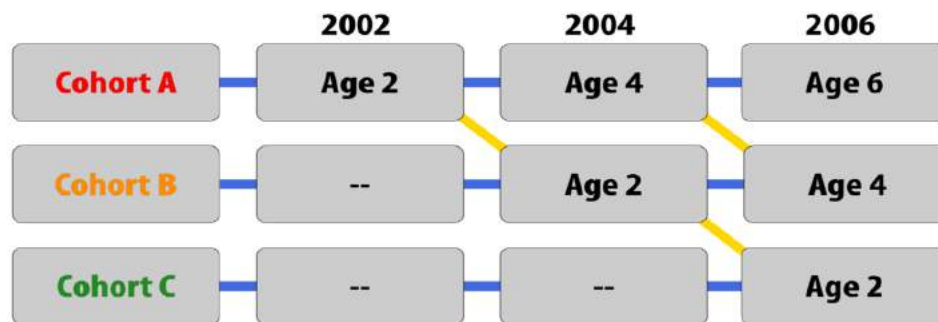 2002 2004 2006
Cohort A Age 2 Age 4 Age 6
Cohort B -- Age 2 Age 4
Cohort C -- -- Age 2